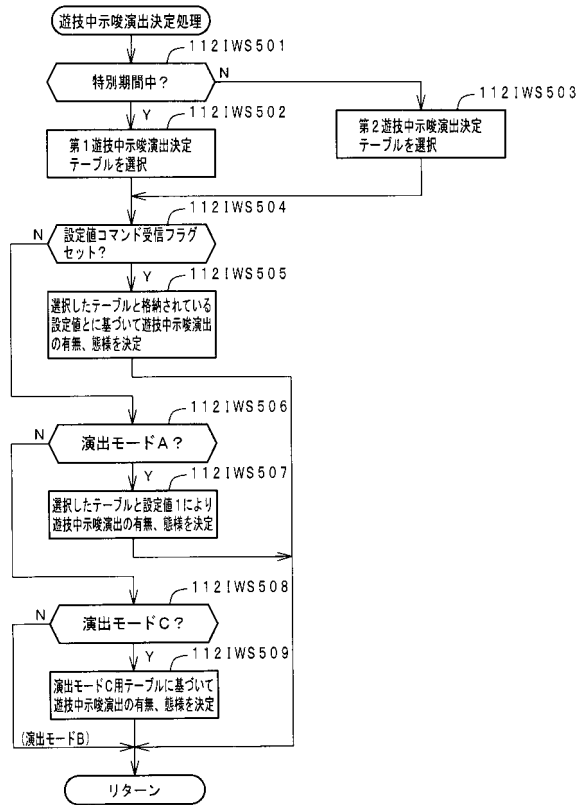 遊技中示唆演出決定処理
112IWS501
特別期間中?
N
Y
112IWS502
112IWS503
第1遊技中示唆演出決定
テーブルを選択
第2遊技中示唆演出決定
テーブルを選択
112IWS504
N
設定値コマンド受信フラグ
セット?
Y
112IWS505
選択したテーブルと格納されている
設定値とに基づいて遊技中示唆演出
の有無、態様を決定
112IWS506
N
演出モードA?
Y
112IWS507
選択したテーブルと設定値1により
遊技中示唆演出の有無、態様を決定
112IWS508
N
演出モードC?
Y
112IWS509
演出モードC用テーブルに基づいて
遊技中示唆演出の有無、態様を決定
(演出モードB)
リターン